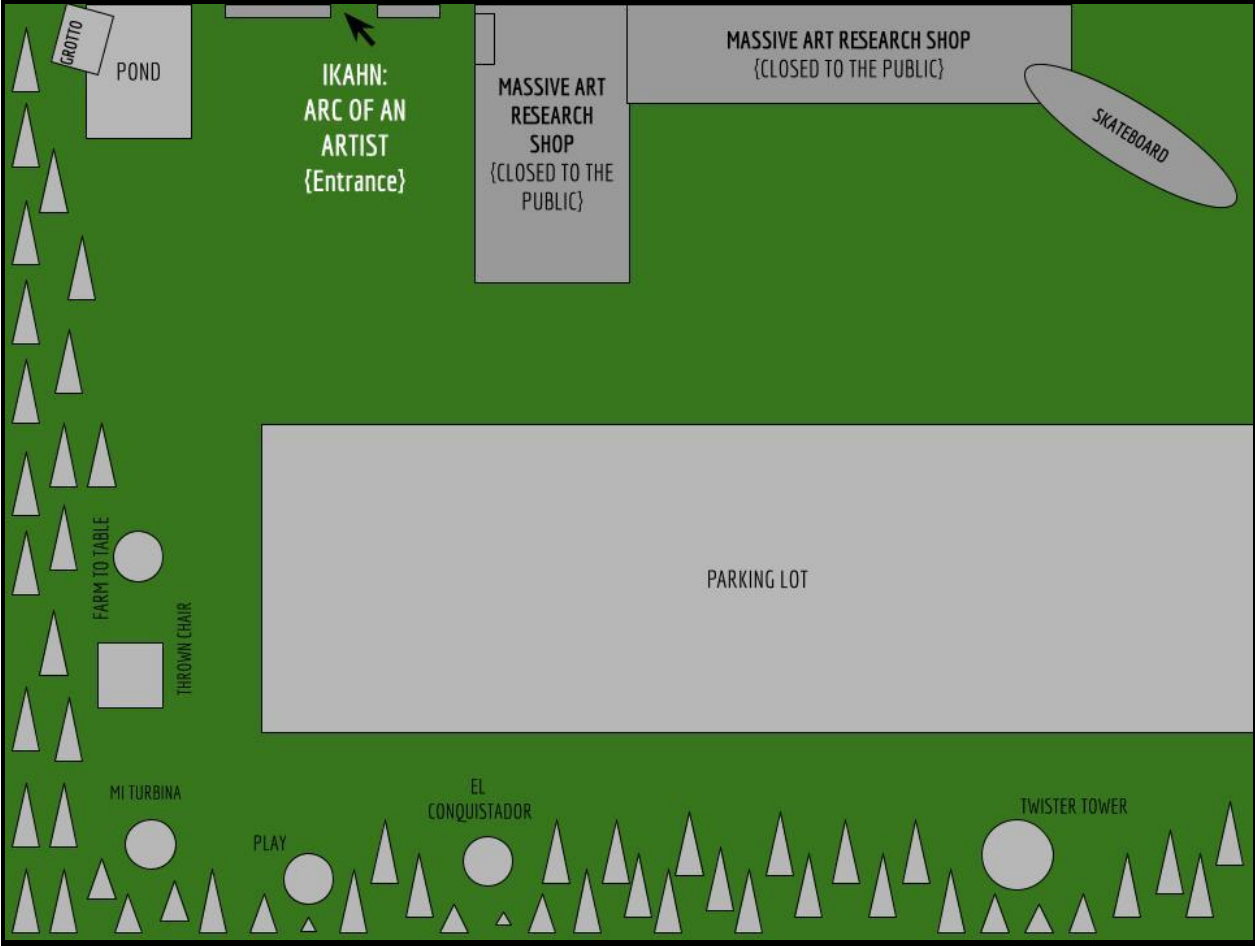 GROTTO
POND
IKAHN:
ARC OF AN
ARTIST
{Entrance}
MASSIVE ART
RESEARCH
SHOP
{CLOSED TO THE
PUBLIC}
MASSIVE ART RESEARCH SHOP
{CLOSED TO THE PUBLIC}
SKATEBOARD
FARM TO TABLE
THROWN CHAIR
PARKING LOT
MI TURBINA
PLAY
EL
CONQUISTADOR
TWISTER TOWER